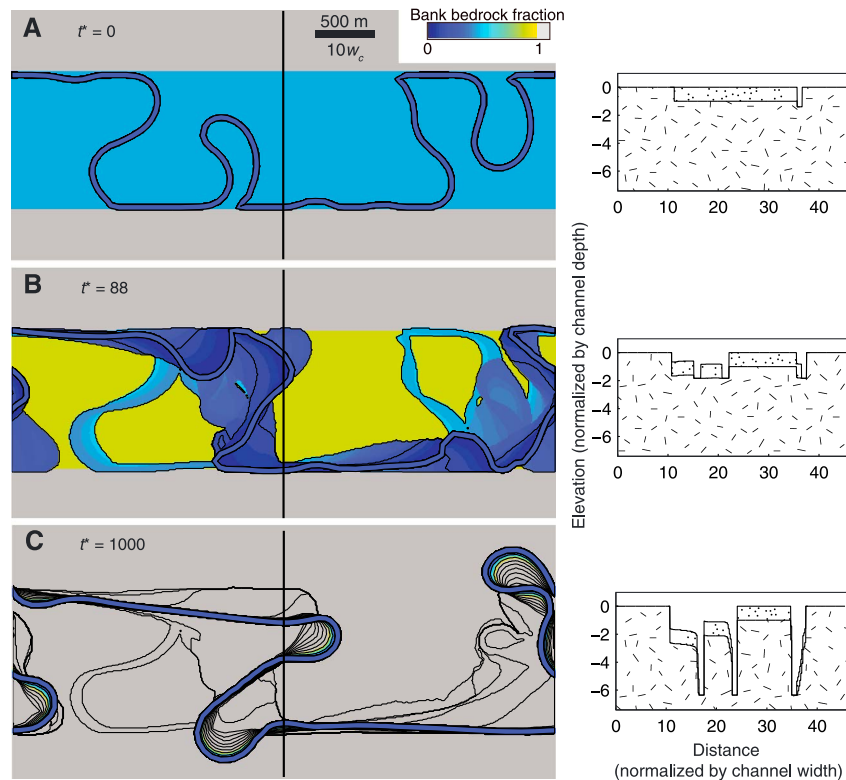 A
t* = 0
500 m
10w_c
Bank bedrock fraction
0 1
0
−2
−4
−6
0 10 20 30 40
B
t* = 88
0
−2
−4
−6
0 10 20 30 40
C
t* = 1000
0
−2
−4
−6
0 10 20 30 40
Elevation (normalized by channel depth)
Distance
(normalized by channel width)